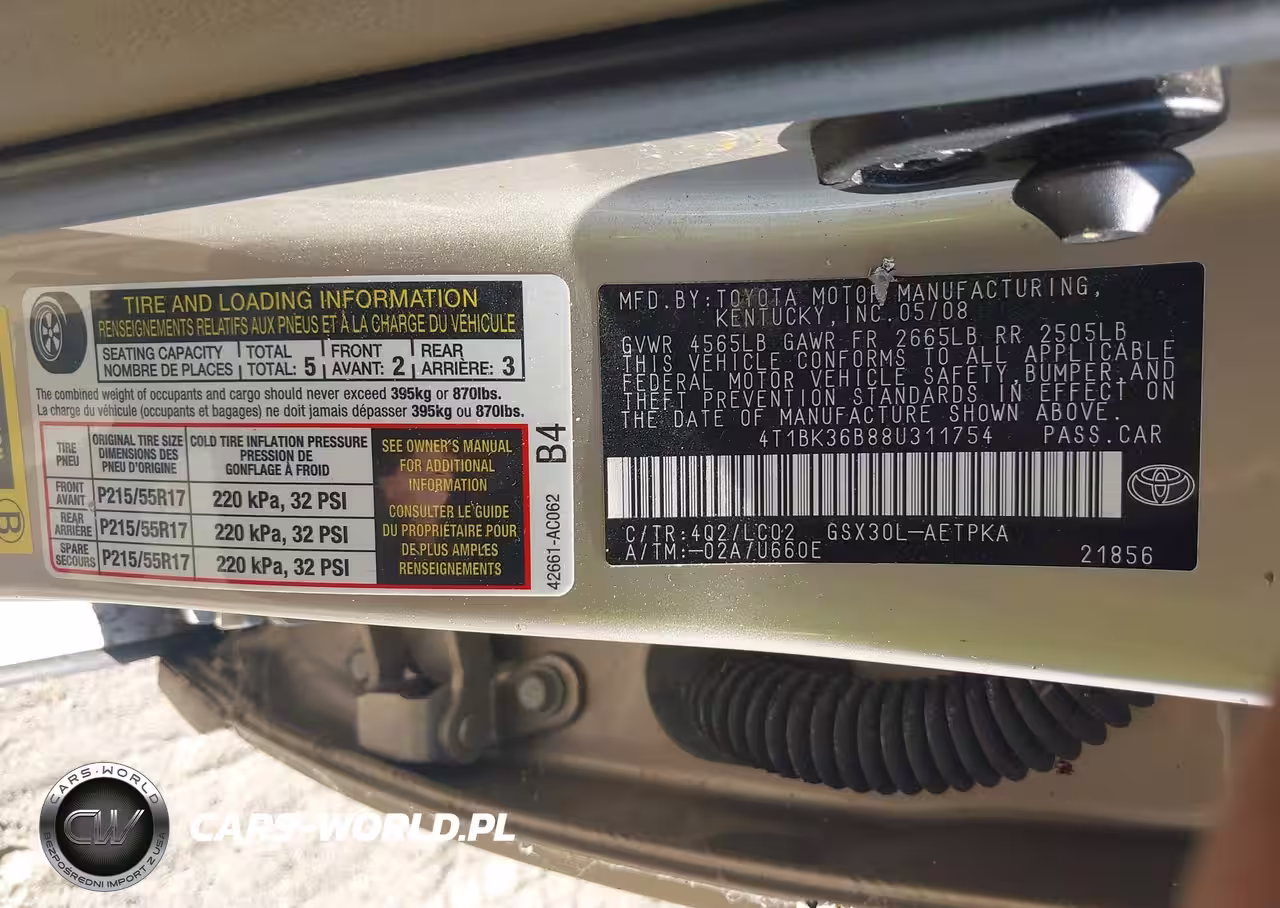 TIRE AND LOADING INFORMATION
RENSEIGNEMENTS RELATIFS AUX PNEUS ET À LA CHARGE DU VÉHICULE
SEATING CAPACITY TOTAL FRONT REAR
NOMBRE DE PLACES TOTAL: 5 AVANT: 2 ARRIÈRE: 3
The combined weight of occupants and cargo should never exceed 395kg or 870lbs.
La charge du véhicule (occupants et bagages) ne doit jamais dépasser 395kg ou 870lbs.
TIRE
PNEU
ORIGINAL TIRE SIZE
DIMENSIONS DES
PNEU D'ORIGINE
COLD TIRE INFLATION PRESSURE
PRESSION DE
GONFLAGE À FROID
FRONT
AVANT
P215/55R17
220 kPa, 32 PSI
REAR
ARRIÈRE
P215/55R17
220 kPa, 32 PSI
SPARE
SECOURS
P215/55R17
220 kPa, 32 PSI
SEE OWNER'S MANUAL
FOR ADDITIONAL
INFORMATION
CONSULTER LE GUIDE
DU PROPRIÉTAIRE POUR
DE PLUS AMPLES
RENSEIGNEMENTS
B4
42661-AC062
B
MFD. BY: TOYOTA MOTOR MANUFACTURING,
KENTUCKY, INC. 05/08
GVWR 4565LB GAWR FR 2665LB RR 2505LB
THIS VEHICLE CONFORMS TO ALL APPLICABLE
FEDERAL MOTOR VEHICLE SAFETY, BUMPER, AND
THEFT PREVENTION STANDARDS IN EFFECT ON
THE DATE OF MANUFACTURE SHOWN ABOVE.
4T1BK36B88U311754 PASS. CAR
C/TR: 4Q2/LC02 GSX30L-AETPKA
A/TM: -02A/U660E 21856
CARS-WORLD
CW
BEZPOŚREDNI IMPORT Z USA
CARS-WORLD.PL